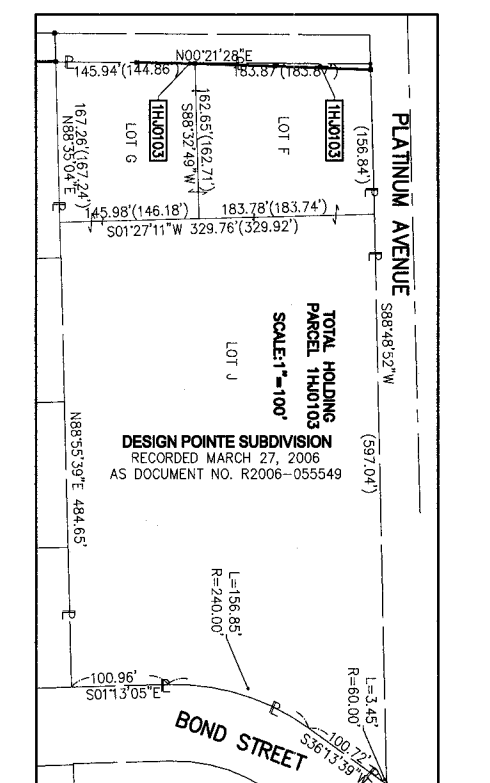 N00°21'28"E
145.94'(144.86
183.87'(183.87')
1HJ0103
1HJ0103
LOT G
LOT F
162.65'(162.71')
S88°32'49"W
167.26'(167.24')
N88°35'04"E
(156.84')
PLATINUM AVENUE
145.98'(146.18')
183.78'(183.74')
S01°27'11"W 329.76'(329.92')
S88°48'52"W
TOTAL HOLDING
PARCEL 1HJ0103
SCALE:1"=100'
LOT J
DESIGN POINTE SUBDIVISION
RECORDED MARCH 27, 2006
AS DOCUMENT NO. R2006-055549
N88°55'39"E 484.65'
(597.04')
L=156.85'
R=240.00'
L=3.45'
R=60.00'
100.96'
S01°13'05"E
100.72'
S36°13'39"W
BOND STREET